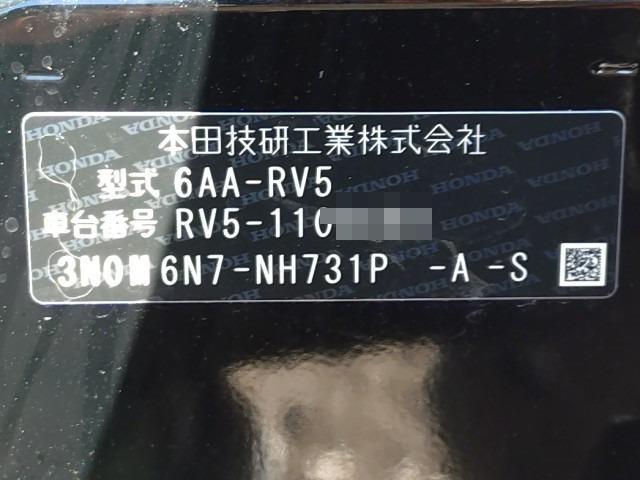 本田技研工業株式会社
型式 6AA-RV5
車台番号 RV5-110
3NOM 6N7-NH731P -A -S